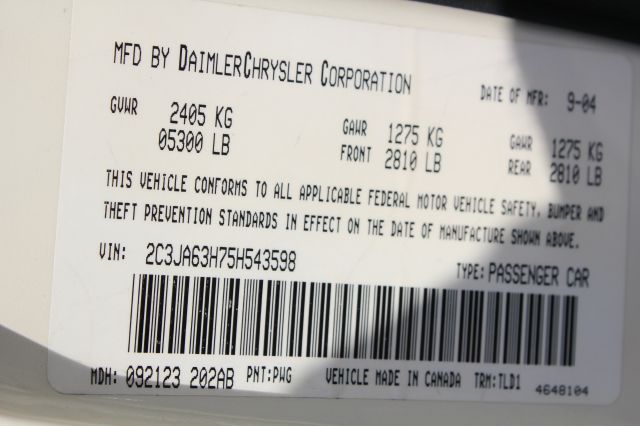 MFD BY DAIMLERCHRYSLER CORPORATION DATE OF MFR: 9-04
GVWR 2405 KG GAWR 1275 KG GAWR 1275 KG
05300 LB FRONT 2810 LB REAR 2810 LB
THIS VEHICLE CONFORMS TO ALL APPLICABLE FEDERAL MOTOR VEHICLE SAFETY, BUMPER AND
THEFT PREVENTION STANDARDS IN EFFECT ON THE DATE OF MANUFACTURE SHOWN ABOVE.
VIN: 2C3JA63H75H543598 TYPE: PASSENGER CAR
MDH: 092123 202AB PNT:PWG VEHICLE MADE IN CANADA TRM:TLD1 4648104